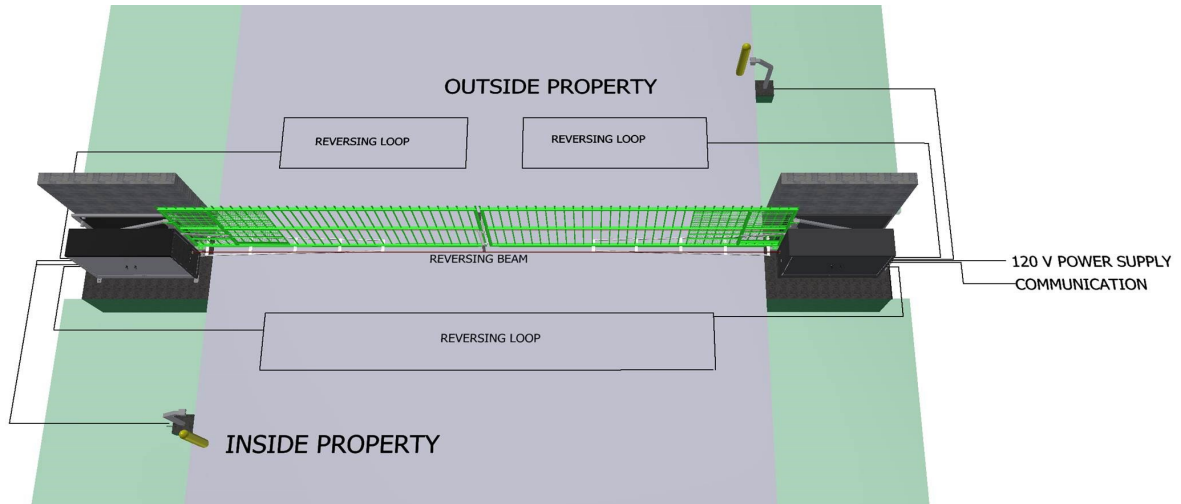 OUTSIDE PROPERTY
REVERSING LOOP
REVERSING LOOP
REVERSING BEAM
120 V POWER SUPPLY
COMMUNICATION
REVERSING LOOP
INSIDE PROPERTY